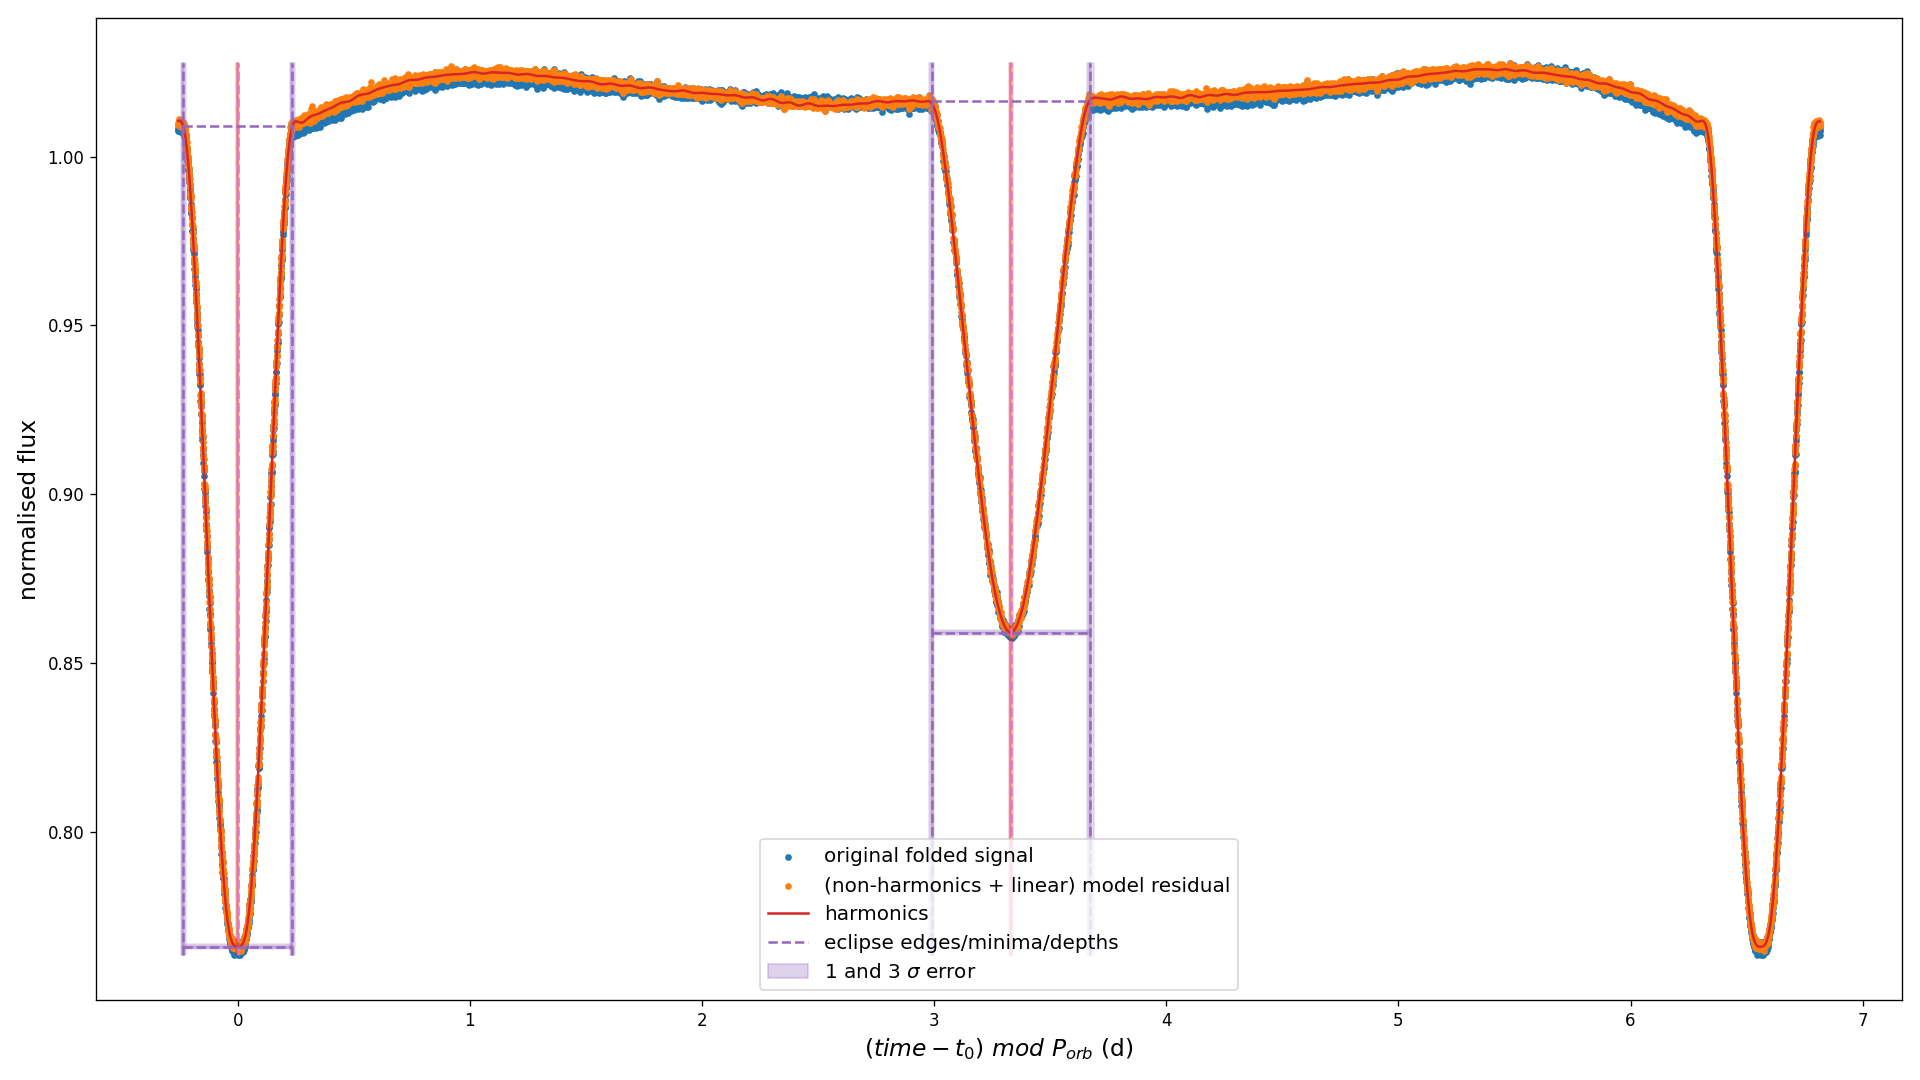 normalised flux
1.00
0.95
0.90
0.85
0.80
original folded signal
(non-harmonics + linear) model residual
harmonics
eclipse edges/minima/depths
1 and 3 σ error
0 1 2 3 4 5 6 7
(time − t₀) mod Pₒᵣb (d)